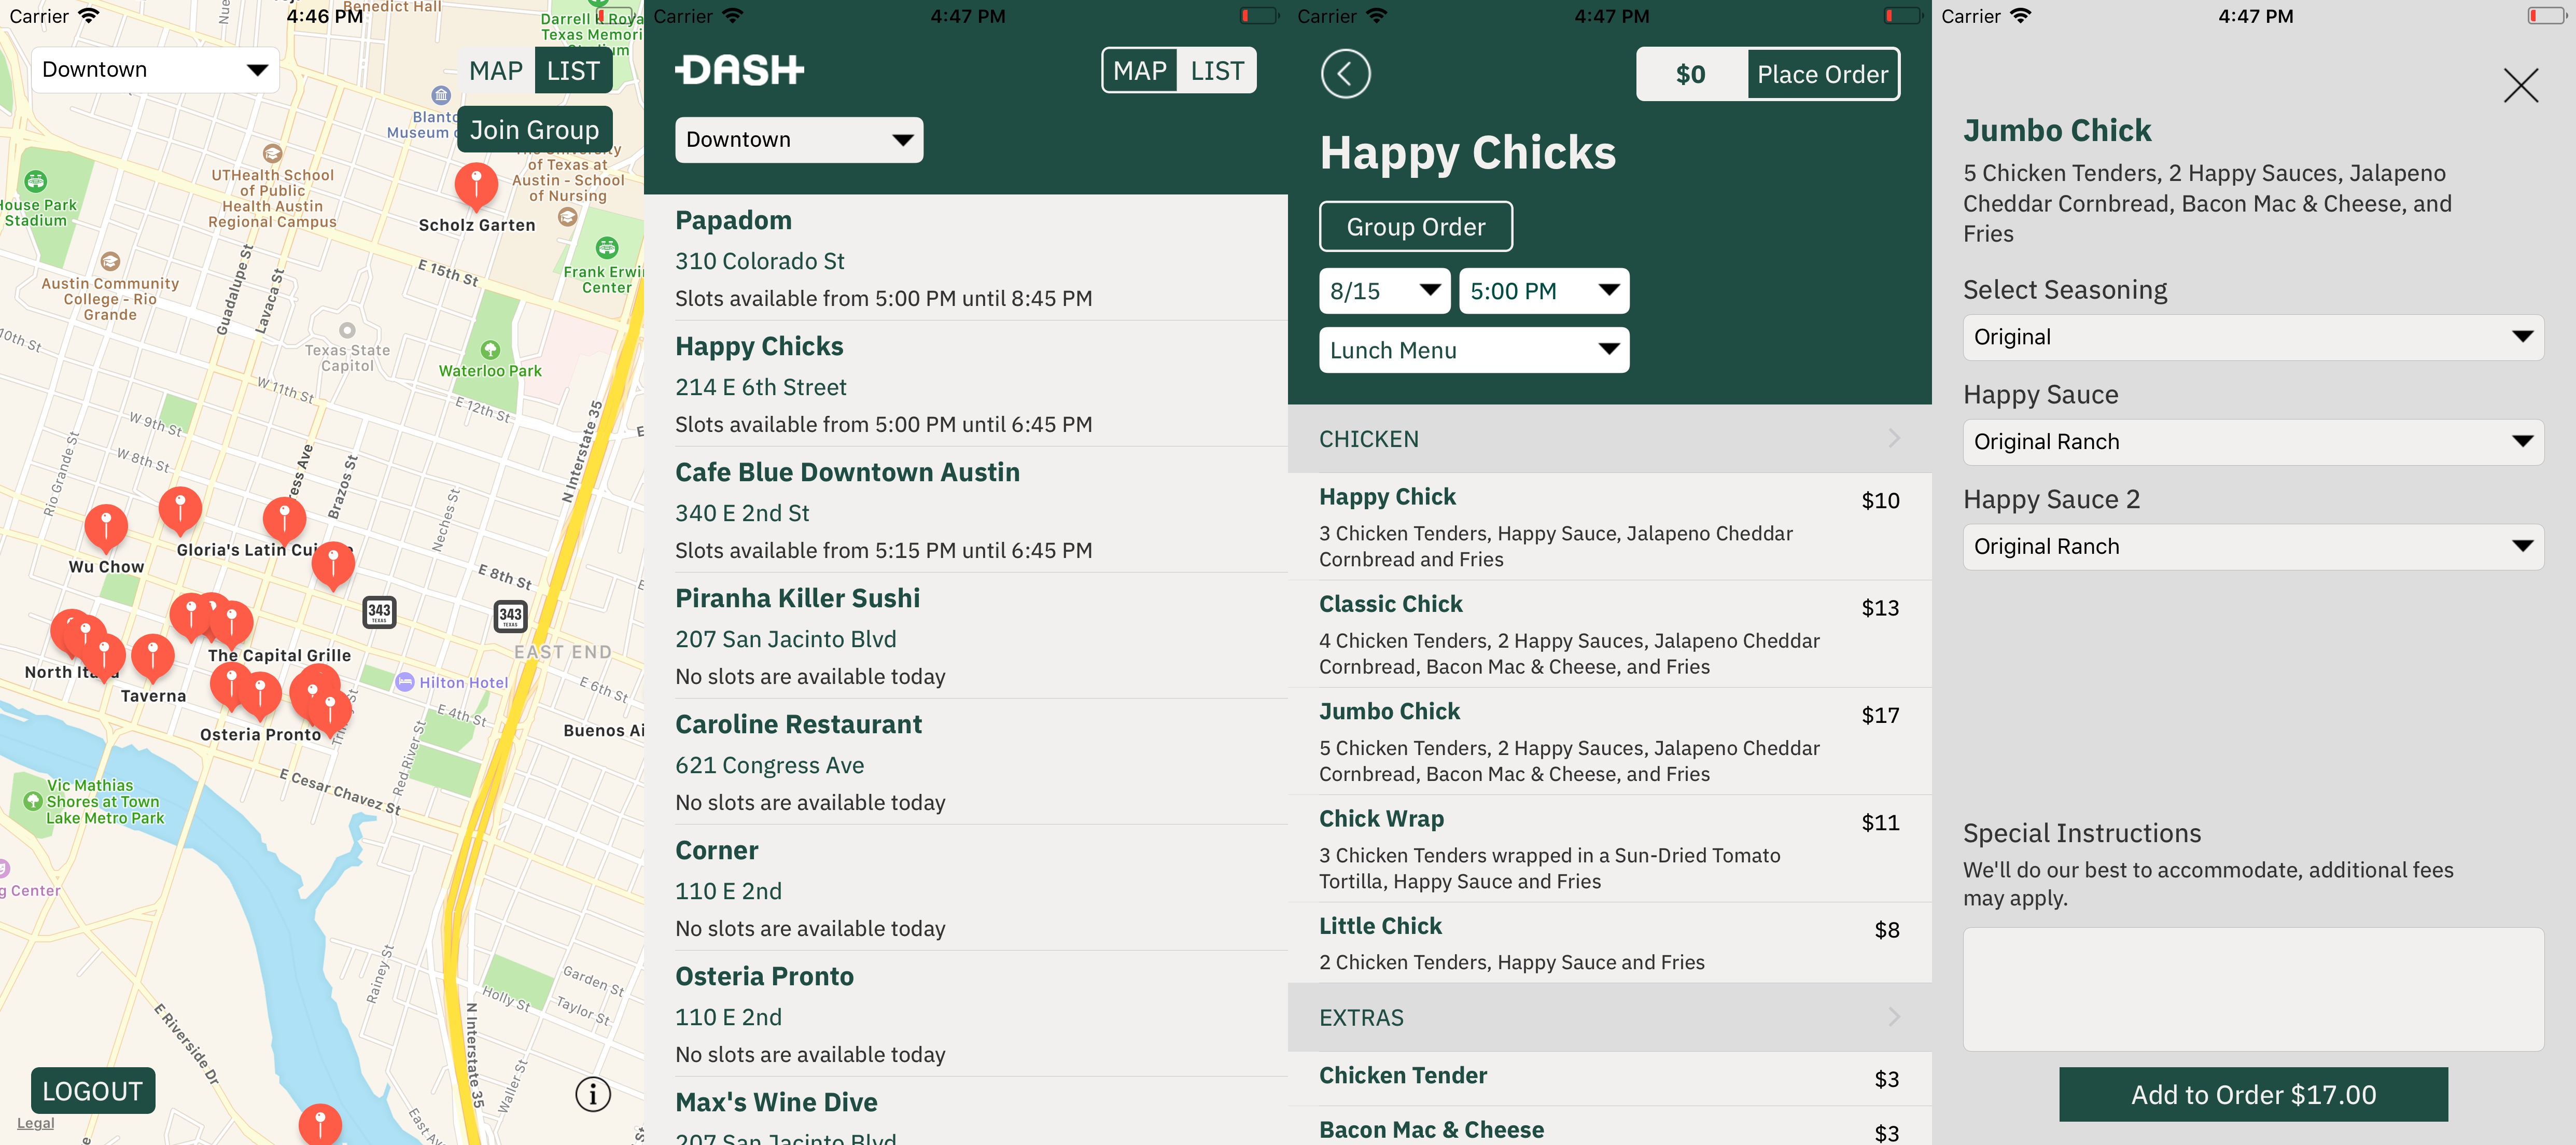 Carrier
4:46 PM
Benedict Hall
Darrell
Roya
Texas Memori
Downtown
MAP
LIST
Join Group
Blant
Museum
UTHealth School
of Public
Health Austin
Regional Campus
of Texas at
Austin - School
of Nursing
House Park
Stadium
Scholz Garten
Austin Community
College - Rio
Grande
Guadalupe St
Lavaca St
E 15th St
Frank Erwi
Center
10th St
Texas State
Capitol
Waterloo Park
W 11th St
E 12th St
W 9th St
W 8th St
Rio Grande St
Brazos St
Neches St
N Interstate 35
Gloria's Latin Cui
Wu Chow
E 8th St
343
TEXAS
343
TEXAS
The Capital Grille
EAST END
North Ita
Taverna
Hilton Hotel
E 6th St
E 4th St
Osteria Pronto
Red River St
Buenos Ai
Vic Mathias
Shores at Town
Lake Metro Park
E Cesar Chavez St
g Center
Rainey St
Garden St
Holly St
Taylor St
E Riverside Dr
N Interstate 35
Waller St
LOGOUT
i
Legal
Carrier
4:47 PM
DASH
MAP
LIST
Downtown
Papadom
310 Colorado St
Slots available from 5:00 PM until 8:45 PM
Happy Chicks
214 E 6th Street
Slots available from 5:00 PM until 6:45 PM
Cafe Blue Downtown Austin
340 E 2nd St
Slots available from 5:15 PM until 6:45 PM
Piranha Killer Sushi
207 San Jacinto Blvd
No slots are available today
Caroline Restaurant
621 Congress Ave
No slots are available today
Corner
110 E 2nd
No slots are available today
Osteria Pronto
110 E 2nd
No slots are available today
Max's Wine Dive
207 San Jacinto Blvd
Carrier
4:47 PM
$0
Place Order
Happy Chicks
Group Order
8/15
5:00 PM
Lunch Menu
CHICKEN
Happy Chick
$10
3 Chicken Tenders, Happy Sauce, Jalapeno Cheddar
Cornbread and Fries
Classic Chick
$13
4 Chicken Tenders, 2 Happy Sauces, Jalapeno Cheddar
Cornbread, Bacon Mac & Cheese, and Fries
Jumbo Chick
$17
5 Chicken Tenders, 2 Happy Sauces, Jalapeno Cheddar
Cornbread, Bacon Mac & Cheese, and Fries
Chick Wrap
$11
3 Chicken Tenders wrapped in a Sun-Dried Tomato
Tortilla, Happy Sauce and Fries
Little Chick
$8
2 Chicken Tenders, Happy Sauce and Fries
EXTRAS
Chicken Tender
$3
Bacon Mac & Cheese
$3
Carrier
4:47 PM
Jumbo Chick
5 Chicken Tenders, 2 Happy Sauces, Jalapeno
Cheddar Cornbread, Bacon Mac & Cheese, and
Fries
Select Seasoning
Original
Happy Sauce
Original Ranch
Happy Sauce 2
Original Ranch
Special Instructions
We'll do our best to accommodate, additional fees
may apply.
Add to Order $17.00